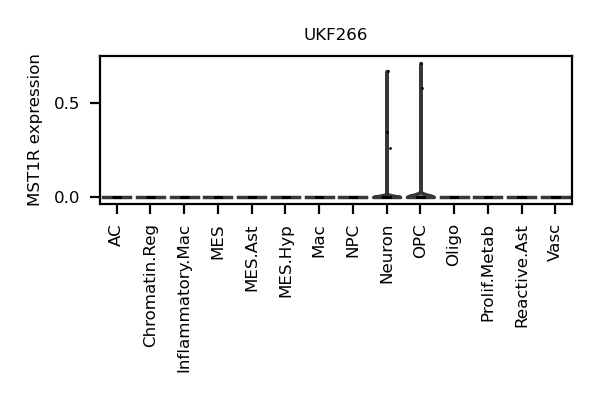 UKF266
MST1R expression
0.5
0.0
AC
Chromatin.Reg
Inflammatory.Mac
MES
MES.Ast
MES.Hyp
Mac
NPC
Neuron
OPC
Oligo
Prolif.Metab
Reactive.Ast
Vasc